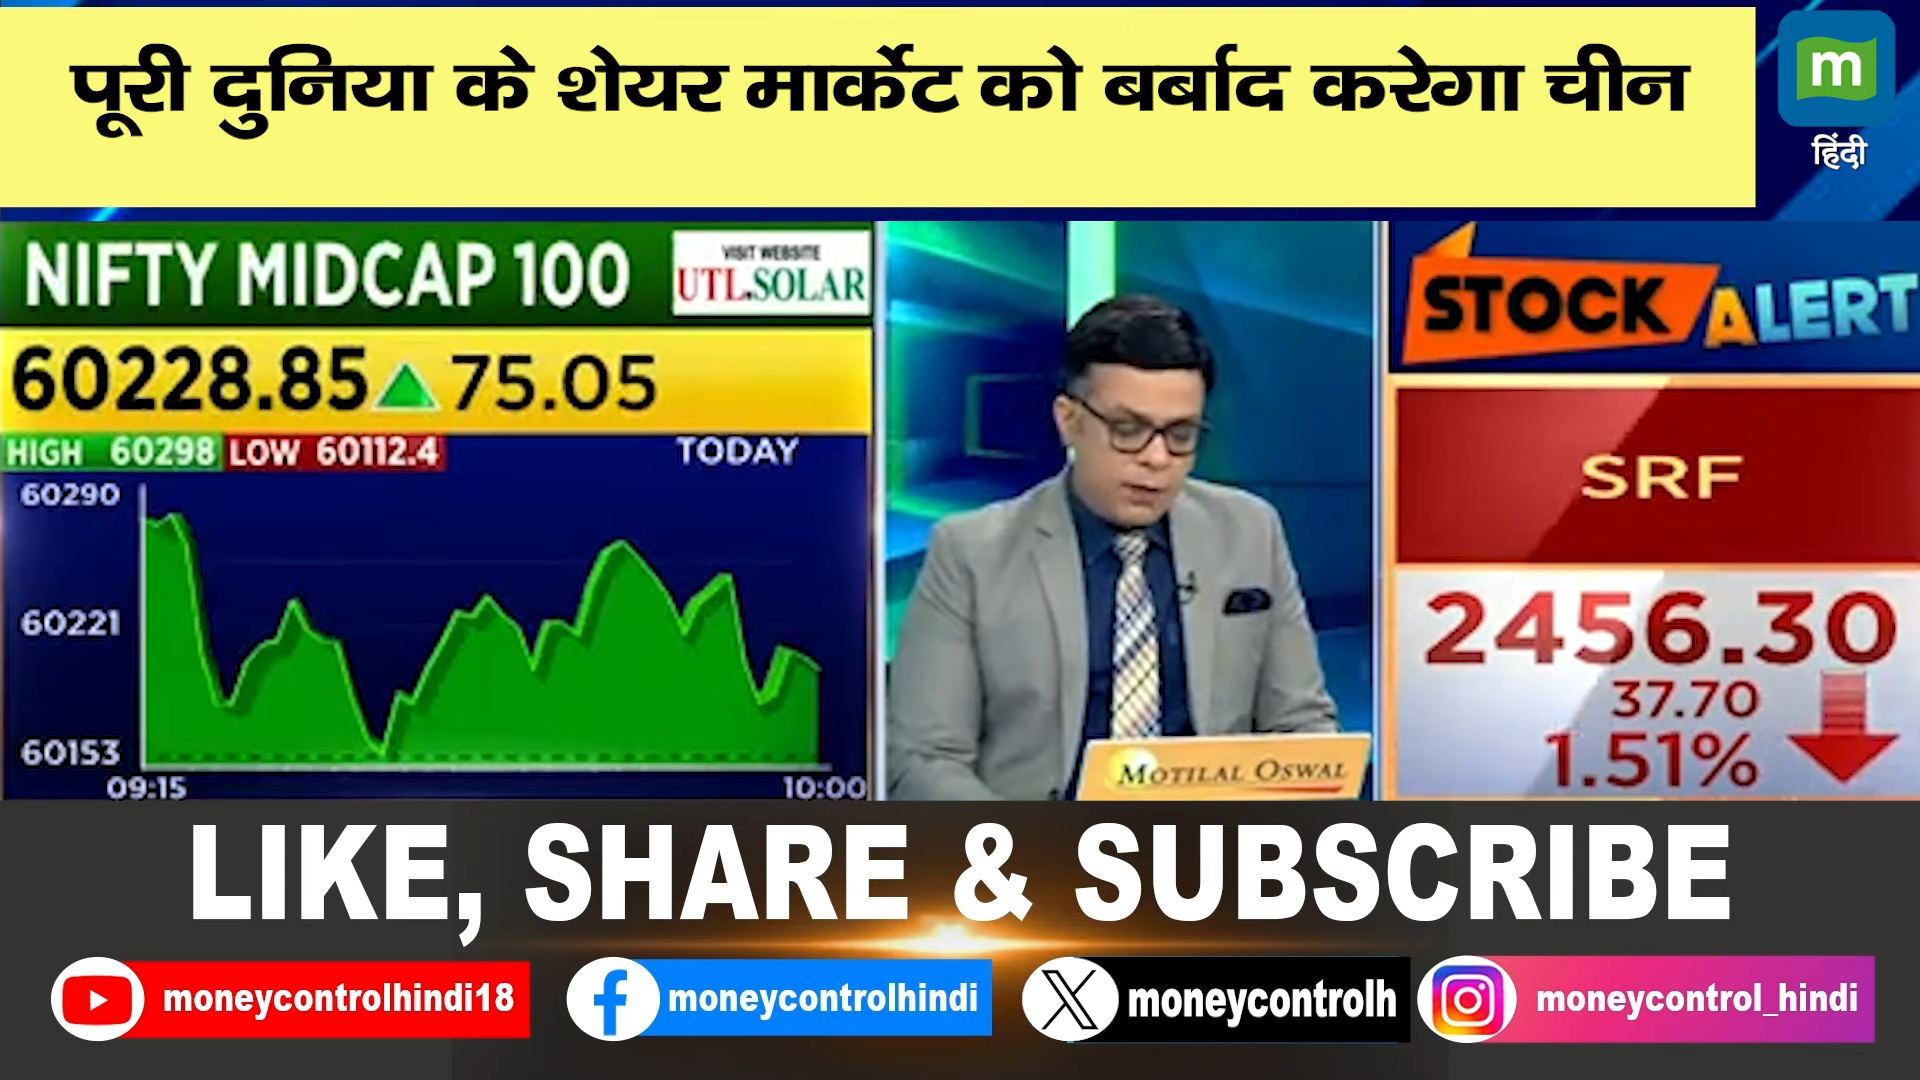 पूरी दुनिया के शेयर मार्केट को बर्बाद करेगा चीन
m
हिंदी
NIFTY MIDCAP 100
VISIT WEBSITE
UTL SOLAR
60228.85 75.05
HIGH 60298 LOW 60112.4 TODAY
60290
60221
60153
09:15 10:00
MOTILAL OSWAL
STOCK ALERT
SRF
2456.30
37.70
1.51%
LIKE, SHARE & SUBSCRIBE
moneycontrolhindi18
moneycontrolhindi
moneycontrolh
moneycontrol_hindi